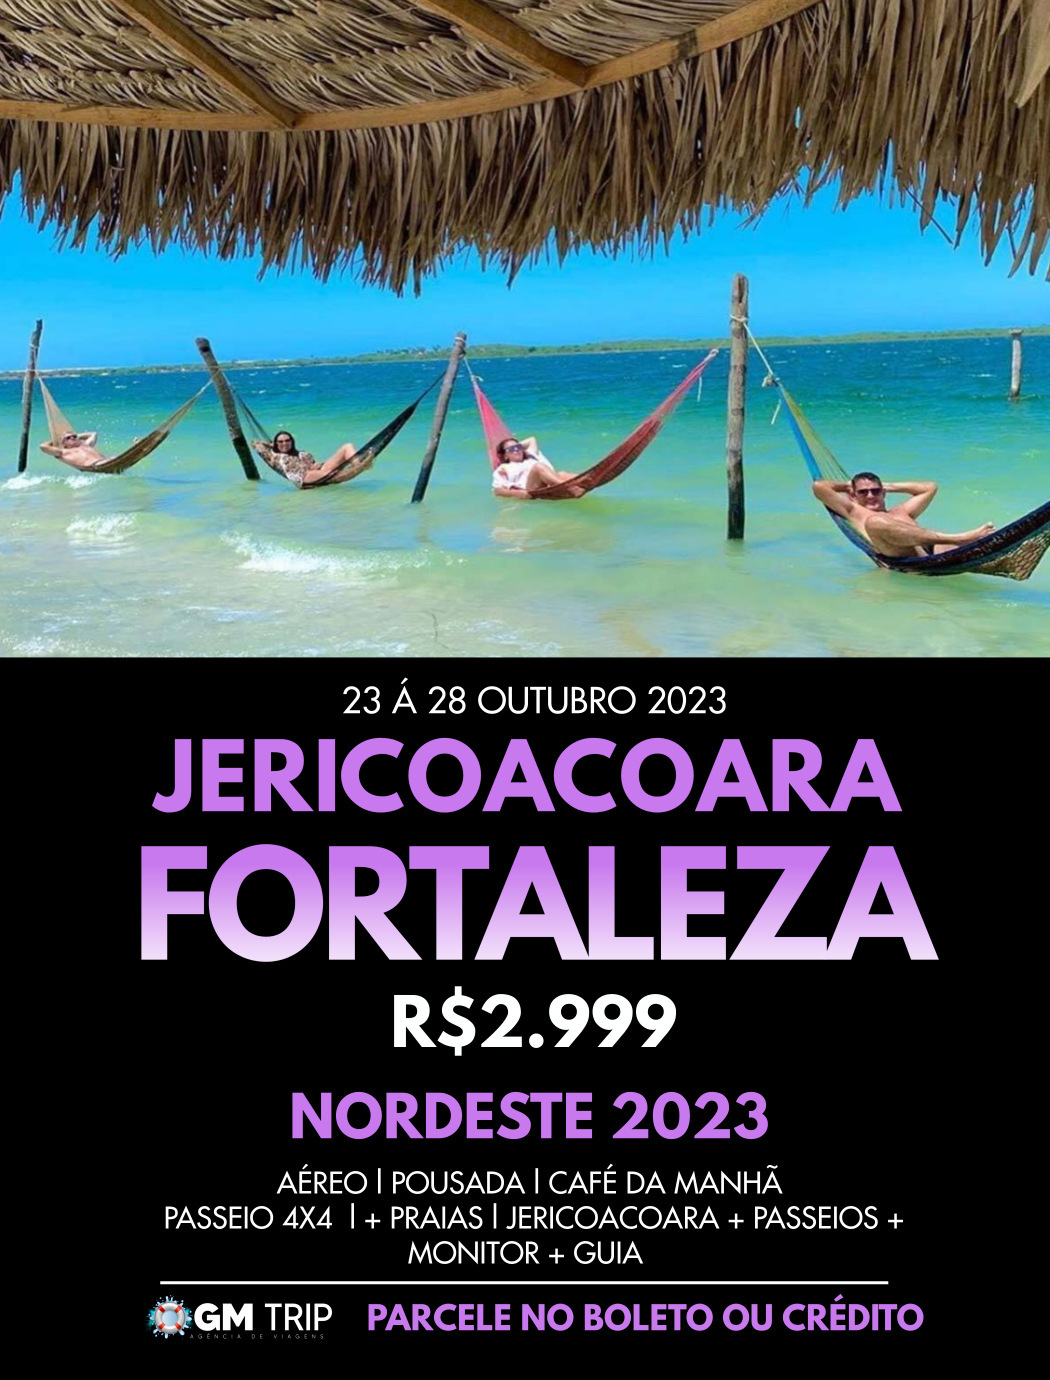 23 Á 28 OUTUBRO 2023
JERICOACOARA
FORTALEZA
R$2.999
NORDESTE 2023
AÉREO | POUSADA | CAFÉ DA MANHÃ
PASSEIO 4X4 | + PRAIAS | JERICOACOARA + PASSEIOS +
MONITOR + GUIA
GM TRIP
AGÊNCIA DE VIAGENS
PARCELE NO BOLETO OU CRÉDITO